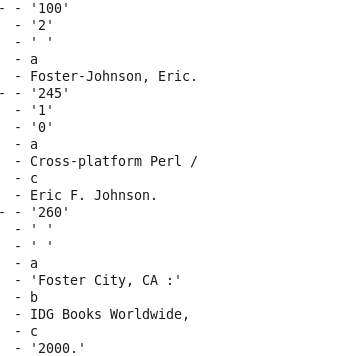 - - '100'
- '2'
- ' '
- a
- Foster-Johnson, Eric.
- - '245'
- '1'
- '0'
- a
- Cross-platform Perl /
- c
- Eric F. Johnson.
- - '260'
- ' '
- ' '
- a
- 'Foster City, CA :'
- b
- IDG Books Worldwide,
- c
- '2000.'